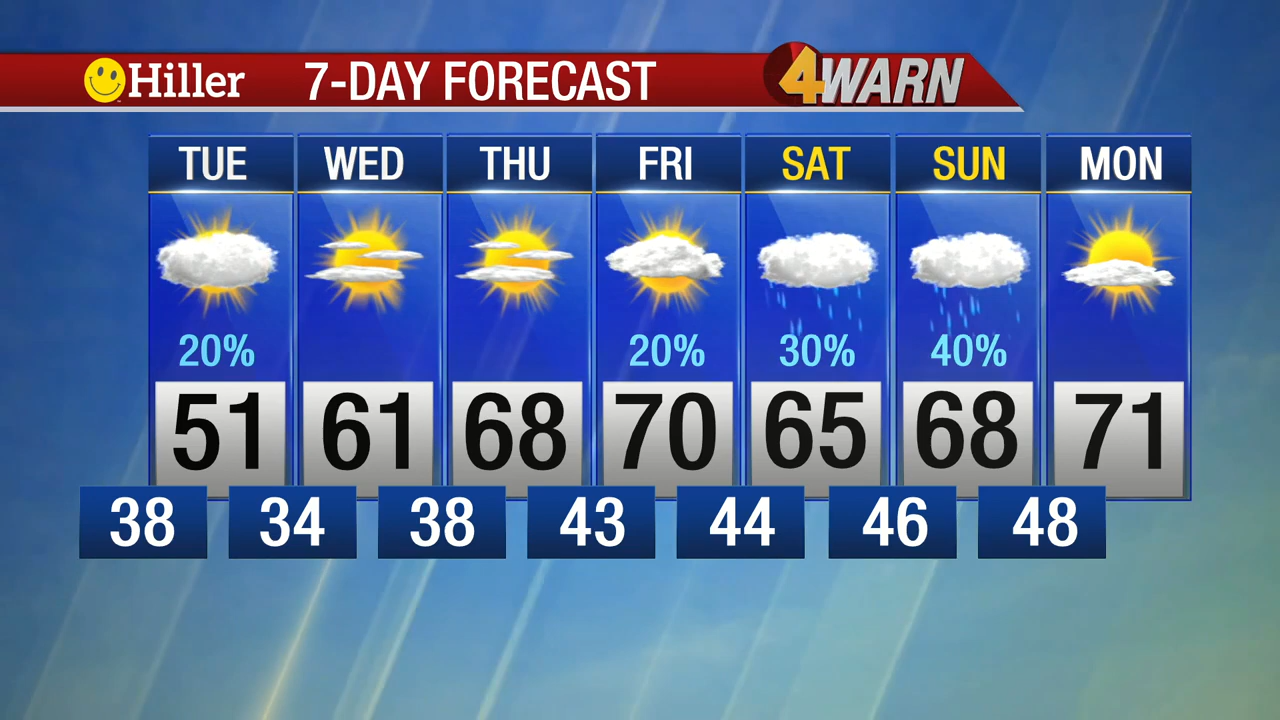 Hiller 7-DAY FORECAST 4WARN
TUE WED THU FRI SAT SUN MON
20% 20% 30% 40%
51 61 68 70 65 68 71
38 34 38 43 44 46 48